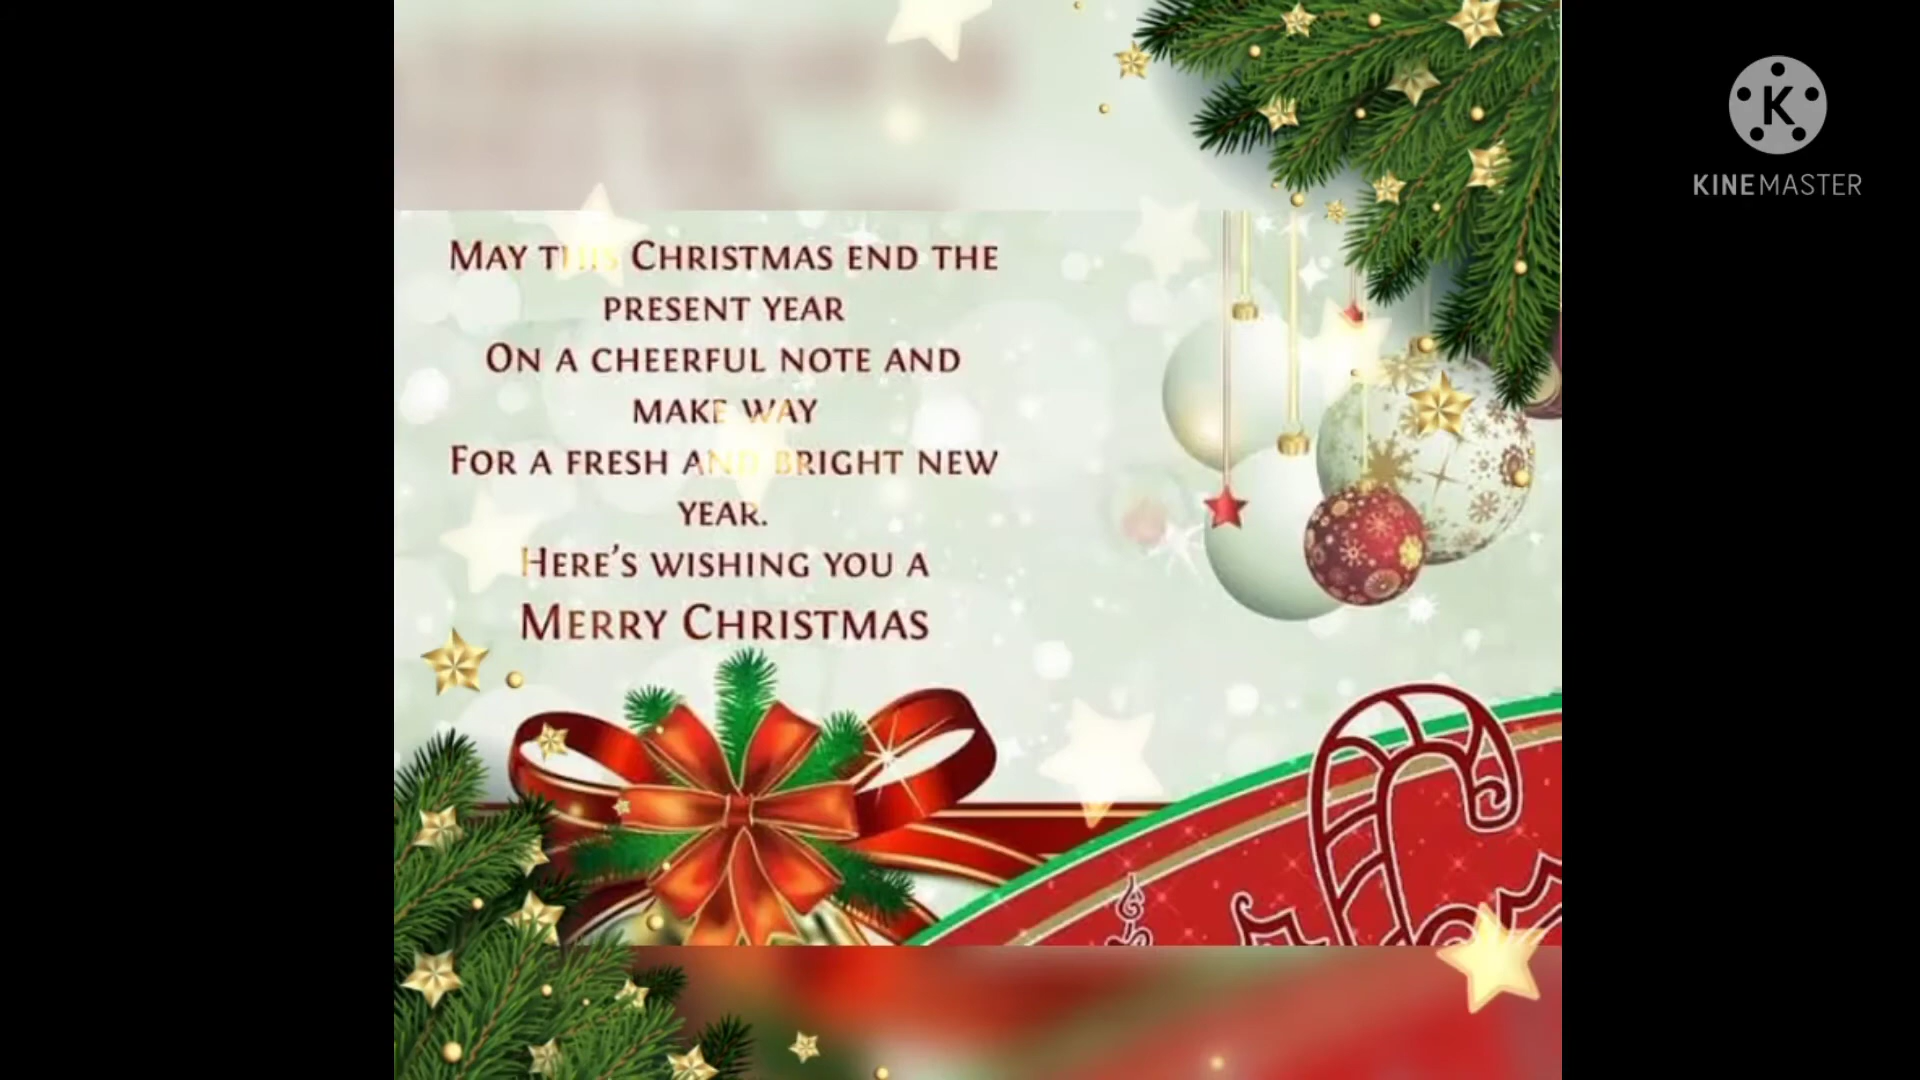 May this Christmas end the
present year
On a cheerful note and
make way
For a fresh and bright new
year.
Here's wishing you a
Merry Christmas
K
KINEMASTER